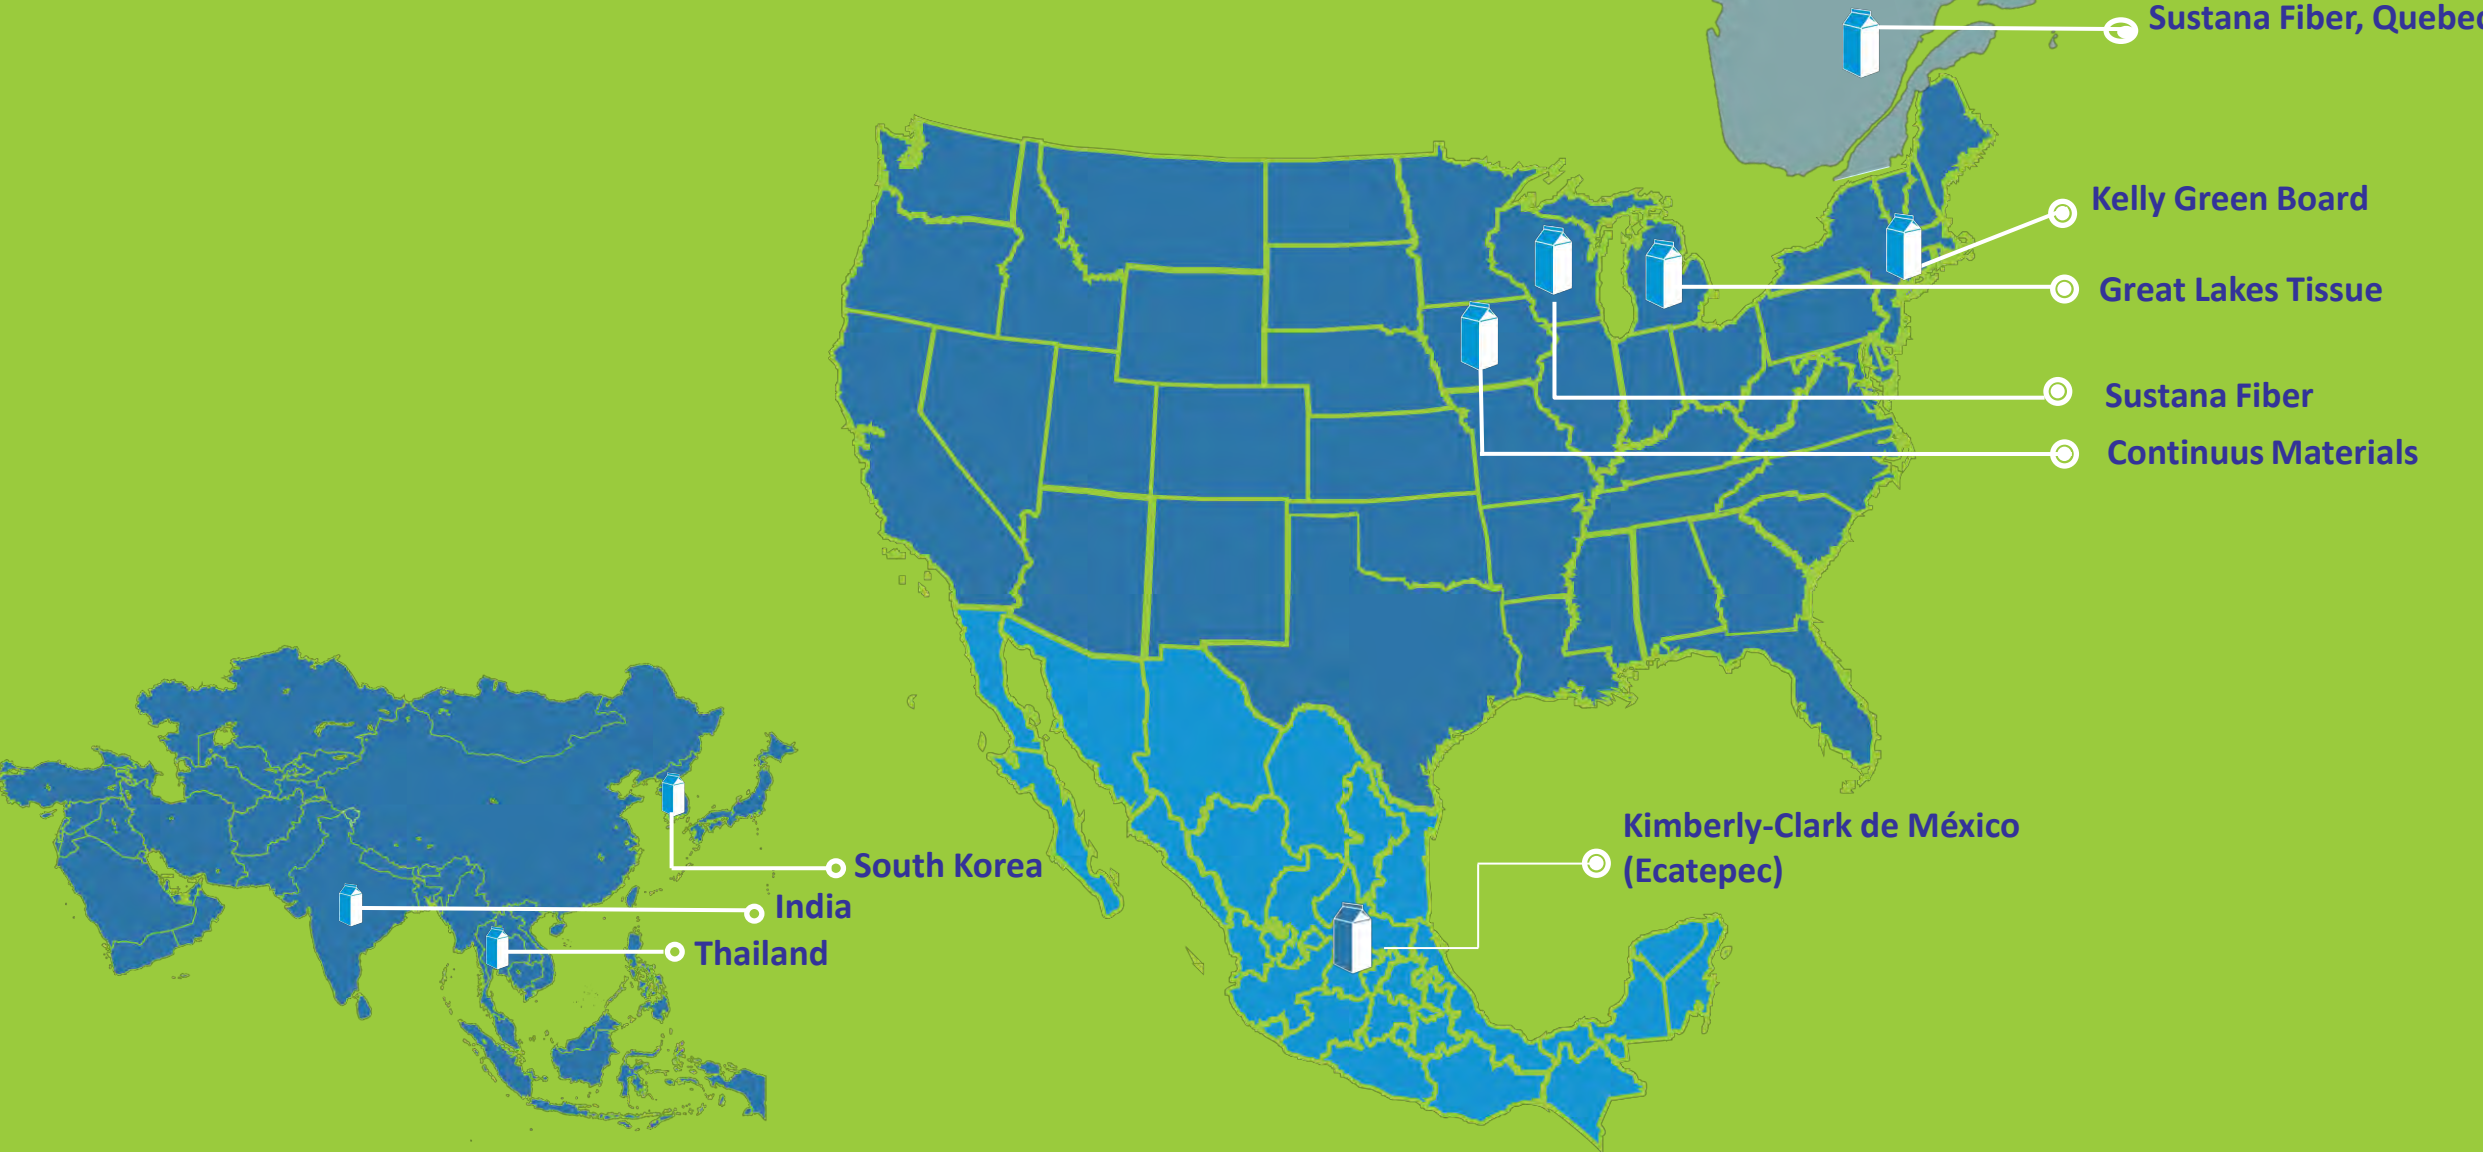 Sustana Fiber, Quebec
Kelly Green Board
Great Lakes Tissue
Sustana Fiber
Continuus Materials
Kimberly-Clark de México
(Ecatepec)
South Korea
India
Thailand